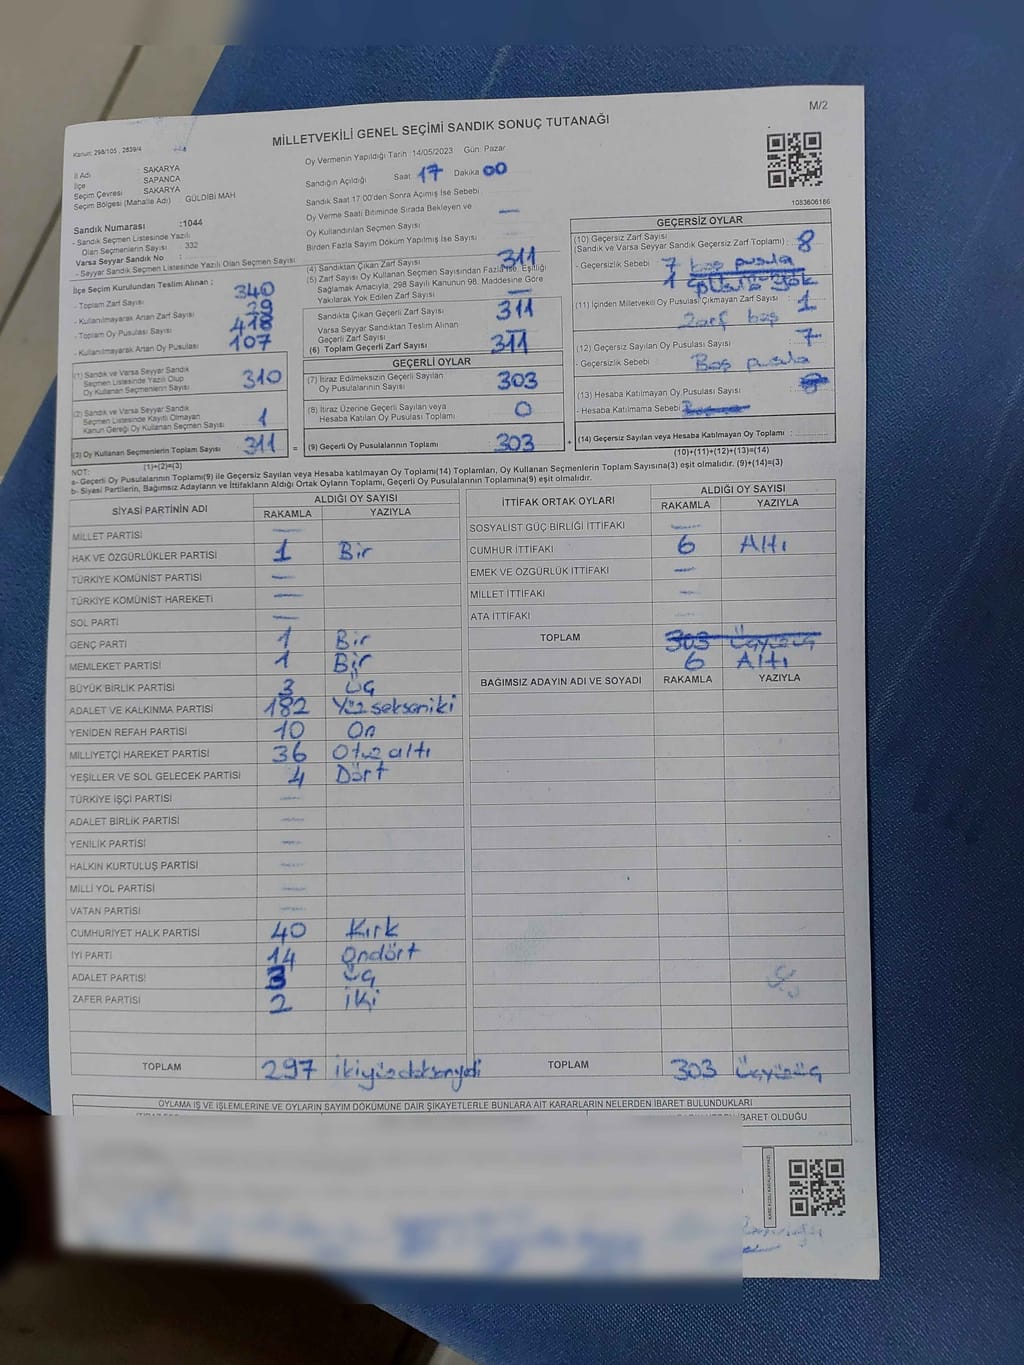 M/2
MİLLETVEKİLİ GENEL SEÇİMİ SANDIK SONUÇ TUTANAĞI
Kanun: 298/105 , 2839/4
İl Adı : SAKARYA
İlçe : SAPANCA
Seçim Çevresi : SAKARYA
Seçim Bölgesi (Mahalle Adı) GÜLDİBİ MAH
Sandık Numarası :1044
- Sandık Seçmen Listesinde Yazılı
Olan Seçmenlerin Sayısı : 332
Varsa Seyyar Sandık No :
- Seyyar Sandık Seçmen Listesinde Yazılı Olan Seçmen Sayısı
İlçe Seçim Kurulundan Teslim Alınan ;
- Toplam Zarf Sayısı 340
- Kullanılmayarak Artan Zarf Sayısı 29
- Toplam Oy Pusulası Sayısı 418
- Kullanılmayarak Artan Oy Pusulası 107
(1) Sandık ve Varsa Seyyar Sandık
Seçmen Listesinde Yazılı Olup
Oy Kullanan Seçmenlerin Sayısı 310
(2) Sandık ve Varsa Seyyar Sandık
Seçmen Listesinde Kayıtlı Olmayan
Kanun Gereği Oy Kullanan Seçmen Sayısı 1
(3) Oy Kullanan Seçmenlerin Toplam Sayısı 311 =
(1)+(2)=(3)
Oy Vermenin Yapıldığı Tarih : 14/05/2023 Gün: Pazar
Sandığın Açıldığı Saat 17 Dakika 00
Sandık Saat 17:00'den Sonra Açımış İse Sebebi
Oy Verme Saati Bitiminde Sırada Bekleyen ve
Oy Kullandırılan Seçmen Sayısı —
Birden Fazla Sayım Döküm Yapılmış İse Sayısı
(4) Sandıktan Çıkan Zarf Sayısı 311
(5) Zarf Sayısı Oy Kullanan Seçmen Sayısından Fazla İse, Eşitliği
Sağlamak Amacıyla, 298 Sayılı Kanunun 98. Maddesine Göre
Yakılarak Yok Edilen Zarf Sayısı —
Sandıkta Çıkan Geçerli Zarf Sayısı 311
Varsa Seyyar Sandıktan Teslim Alınan
Geçerli Zarf Sayısı —
(6) Toplam Geçerli Zarf Sayısı 311
GEÇERLİ OYLAR
(7) İtiraz Edilmeksizin Geçerli Sayılan
Oy Pusulalarının Sayısı 303
(8) İtiraz Üzerine Geçerli Sayılan veya
Hesaba Katılan Oy Pusulası Toplamı 0
(9) Geçerli Oy Pusulalarının Toplamı 303 +
1083606166
GEÇERSİZ OYLAR
(10) Geçersiz Zarf Sayısı
(Sandık ve Varsa Seyyar Sandık Geçersiz Zarf Toplamı) : 8
- Geçersizlik Sebebi : 7 boş pusula
1
(11) İçinden Milletvekili Oy Pusulası Çıkmayan Zarf Sayısı : 1
Zarf boş
(12) Geçersiz Sayılan Oy Pusulası Sayısı : 7
- Geçersizlik Sebebi : Boş pusula
(13) Hesaba Katılmayan Oy Pusulası Sayısı :
- Hesaba Katılmama Sebebi :
(14) Geçersiz Sayılan veya Hesaba Katılmayan Oy Toplamı :
(10)+(11)+(12)+(13)=(14)
NOT:
a- Geçerli Oy Pusulalarının Toplamı(9) ile Geçersiz Sayılan veya Hesaba katılmayan Oy Toplamı(14) Toplamları, Oy Kullanan Seçmenlerin Toplam Sayısına(3) eşit olmalıdır. (9)+(14)=(3)
b- Siyasi Partilerin, Bağımsız Adayların ve İttifakların Aldığı Ortak Oyların Toplamı, Geçerli Oy Pusulalarının Toplamına(9) eşit olmalıdır.
SİYASİ PARTİNİN ADI ALDIĞI OY SAYISI
RAKAMLA YAZIYLA
MİLLET PARTİSİ —
HAK VE ÖZGÜRLÜKLER PARTİSİ 1 Bir
TÜRKİYE KOMÜNİST PARTİSİ —
TÜRKİYE KOMÜNİST HAREKETİ —
SOL PARTİ —
GENÇ PARTİ 1 Bir
MEMLEKET PARTİSİ 1 Bir
BÜYÜK BİRLİK PARTİSİ 3 Üç
ADALET VE KALKINMA PARTİSİ 182 Yüzsekseniki
YENİDEN REFAH PARTİSİ 10 On
MİLLİYETÇİ HAREKET PARTİSİ 36 Otuzaltı
YEŞİLLER VE SOL GELECEK PARTİSİ 4 Dört
TÜRKİYE İŞÇİ PARTİSİ —
ADALET BİRLİK PARTİSİ —
YENİLİK PARTİSİ —
HALKIN KURTULUŞ PARTİSİ —
MİLLİ YOL PARTİSİ —
VATAN PARTİSİ —
CUMHURİYET HALK PARTİSİ 40 Kırk
İYİ PARTİ 14 Ondört
ADALET PARTİSİ 3 Üç
ZAFER PARTİSİ 2 İki
TOPLAM 297 ikiyüzdoksanyedi
İTTİFAK ORTAK OYLARI ALDIĞI OY SAYISI
RAKAMLA YAZIYLA
SOSYALİST GÜÇ BİRLİĞİ İTTİFAKI —
CUMHUR İTTİFAKI 6 Altı
EMEK VE ÖZGÜRLÜK İTTİFAKI —
MİLLET İTTİFAKI —
ATA İTTİFAKI —
TOPLAM 303 Üçyüzüç
6 Altı
BAĞIMSIZ ADAYIN ADI VE SOYADI RAKAMLA YAZIYLA
TOPLAM 303 Üçyüzüç
OYLAMA İŞ VE İŞLEMLERİNE VE OYLARIN SAYIM DÖKÜMÜNE DAİR ŞİKAYETLERLE BUNLARA AİT KARARLARIN NELERDEN İBARET BULUNDUKLARI
İBARET OLDUĞU